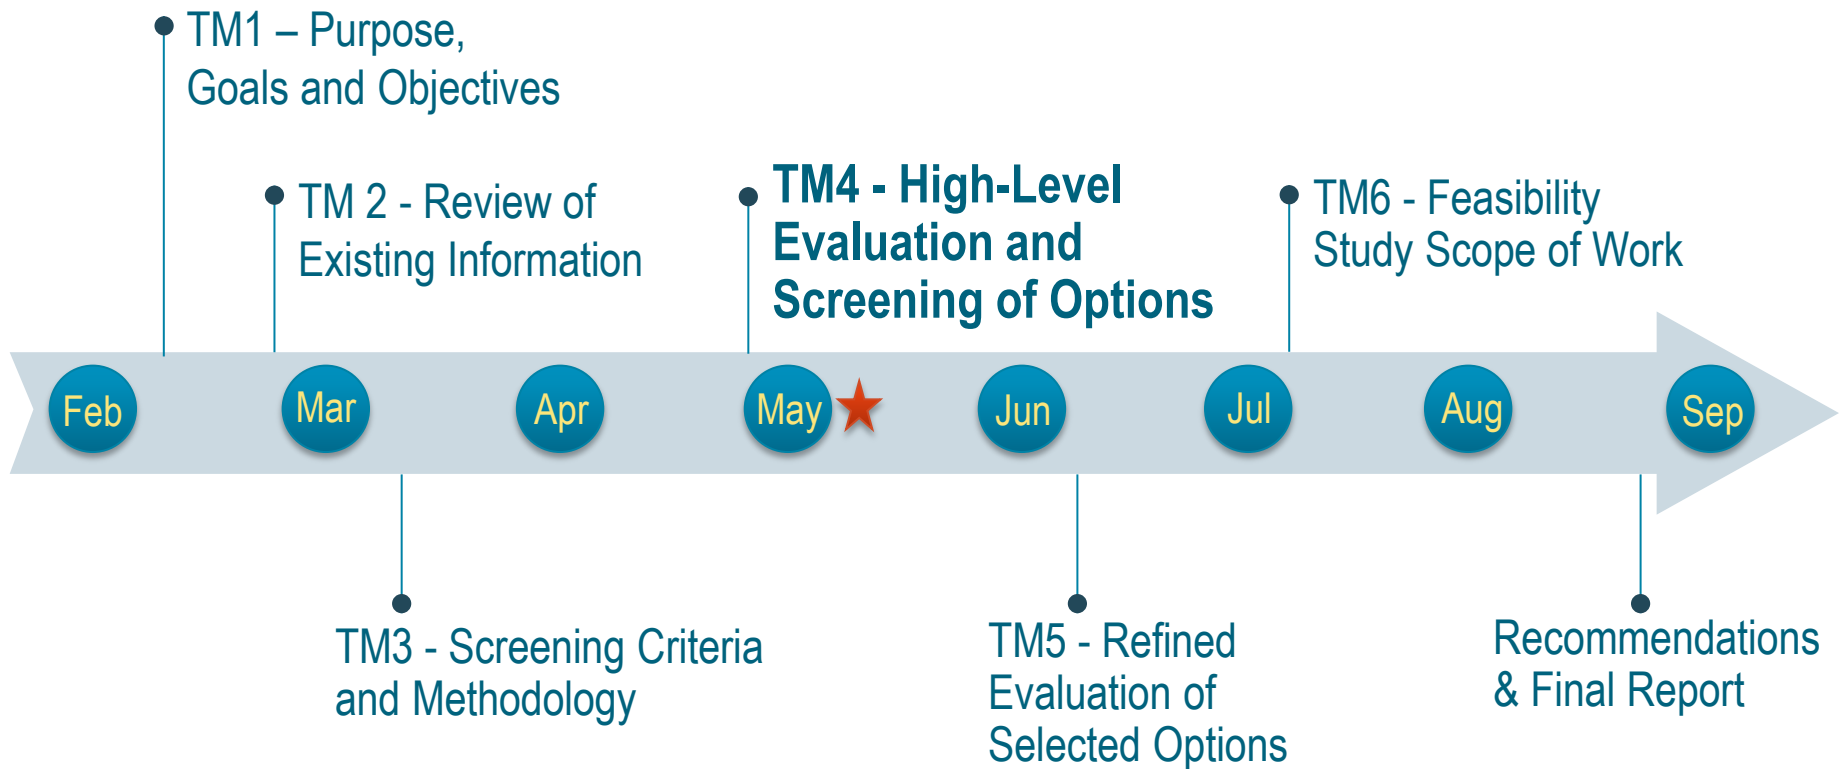 TM1 – Purpose,
Goals and Objectives
TM 2 - Review of
Existing Information
TM4 - High-Level
Evaluation and
Screening of Options
TM6 - Feasibility
Study Scope of Work
Feb
Mar
Apr
May
Jun
Jul
Aug
Sep
TM3 - Screening Criteria
and Methodology
TM5 - Refined
Evaluation of
Selected Options
Recommendations
& Final Report